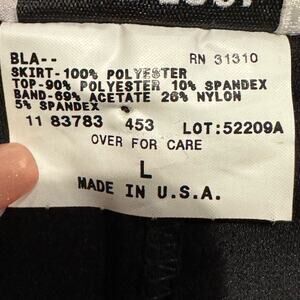 BLA-- RN 31310
SKIRT-100% POLYESTER
TOP-90% POLYESTER 10% SPANDEX
BAND-69% ACETATE 26% NYLON
5% SPANDEX
11 83783 453 LOT:52209A
OVER FOR CARE
L
MADE IN U.S.A.